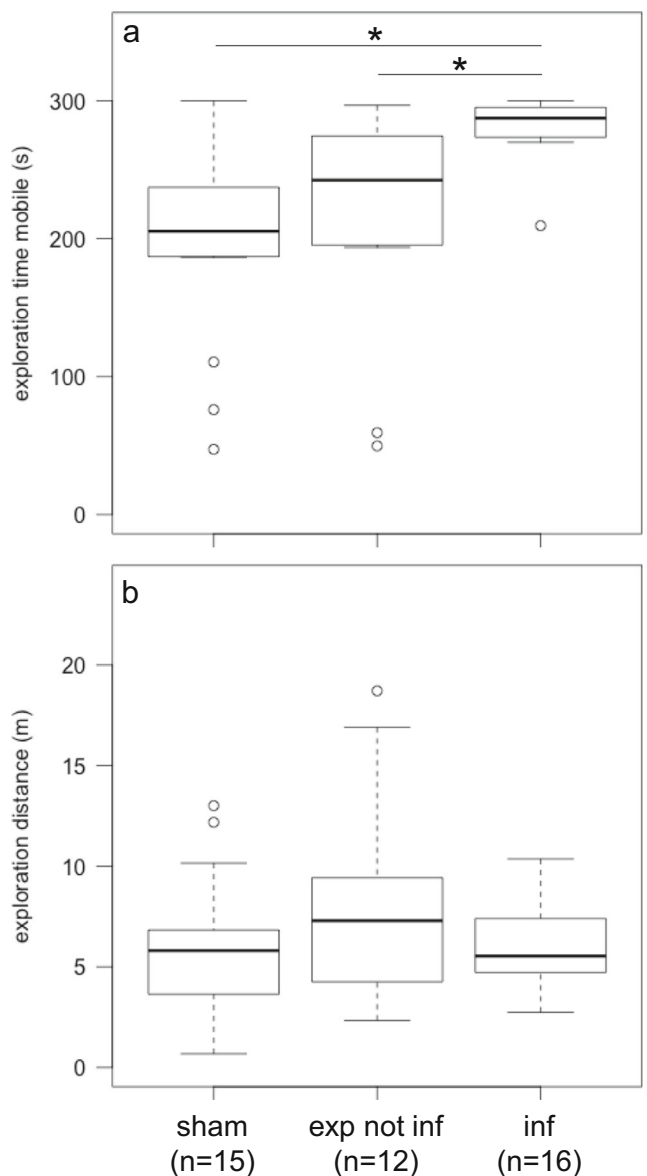 a
*
*
exploration time mobile (s)
300
200
100
0
b
exploration distance (m)
20
15
10
5
0
sham exp not inf inf
(n=15) (n=12) (n=16)